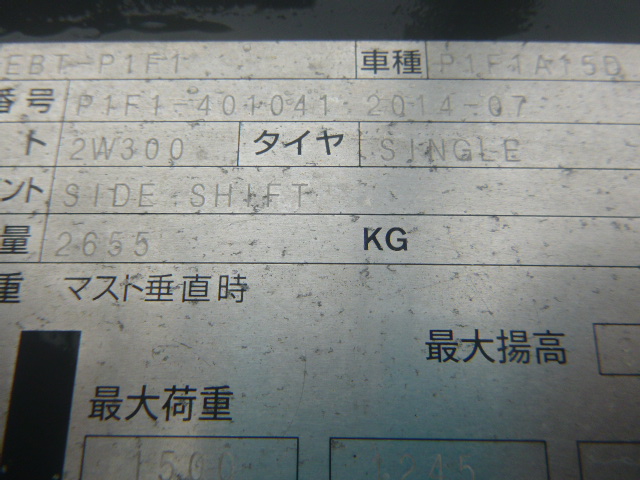 EBT-P1F1 車種 P1F1A15D
番号 P1F1-401041 2014-07
ト 2W300 タイヤ SINGLE
ント SIDE SHIFT
量 2655 KG
重 マスト垂直時
最大揚高
最大荷重
1500 1245